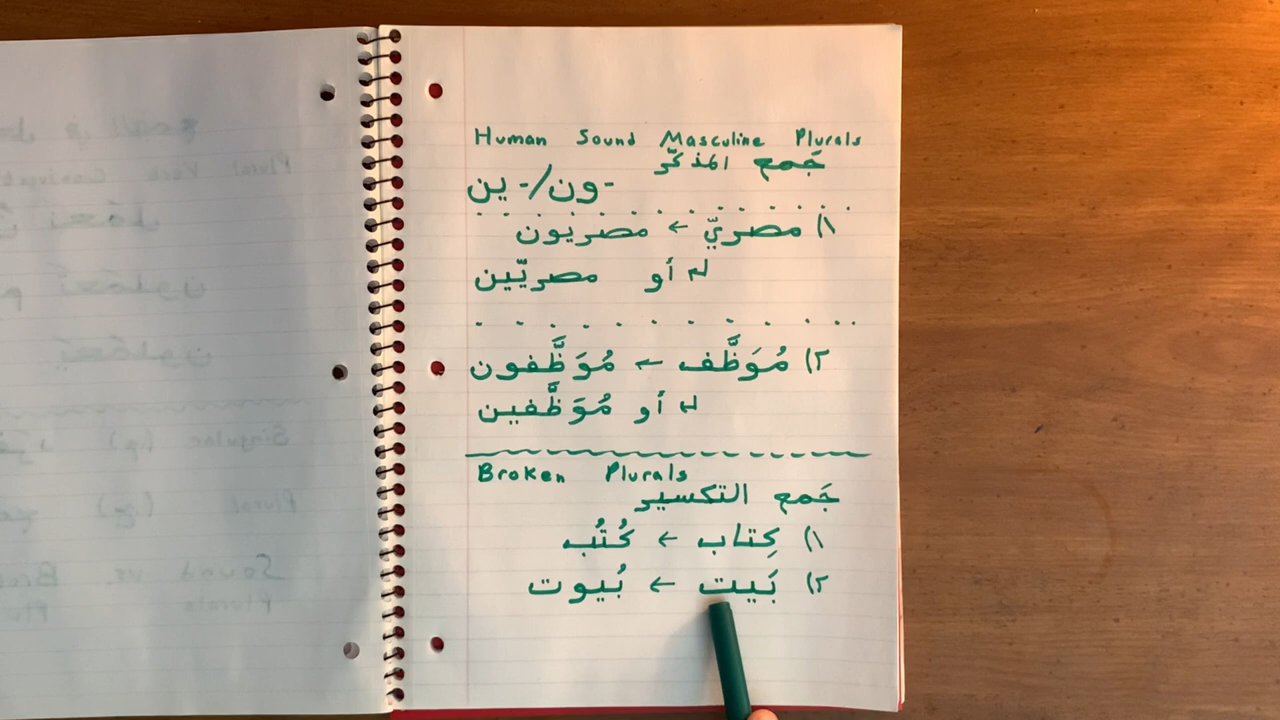 Human Sound Masculine Plurals
جَمع المذكّر
-ون/-ين
١) مصريّ ← مصريون
أو مصريّين
٢) مُوَظَّف ← مُوَظَّفون
أو مُوَظَّفين
Broken Plurals
جَمع التكسير
١) كِتاب ← كُتُب
٢) بَيت ← بُيوت